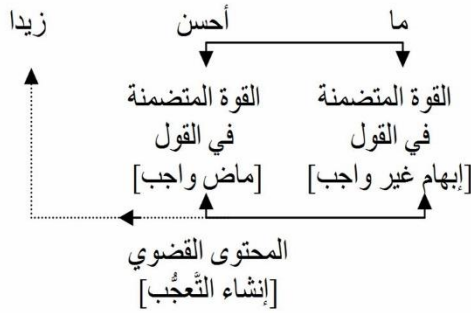 ما أحسن زيدا
القوة المتضمنة القوة المتضمنة
في القول في القول
[إبهام غير واجب] [ماض واجب]
المحتوى القضوي
[إنشاء التَّعجُّب]